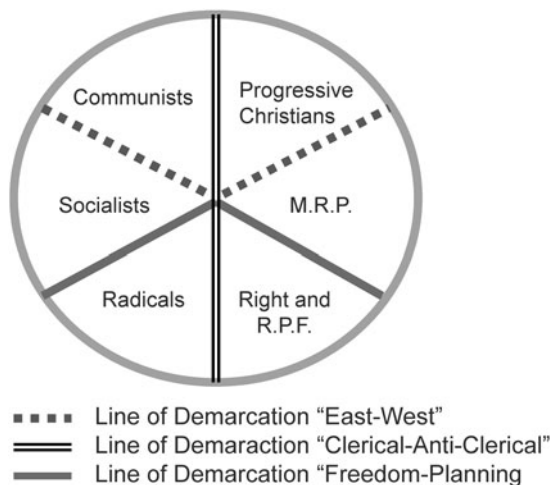 Communists
Progressive
Christians
Socialists
M.R.P.
Radicals
Right and
R.P.F.
Line of Demarcation “East-West”
Line of Demaraction “Clerical-Anti-Clerical”
Line of Demarcation “Freedom-Planning